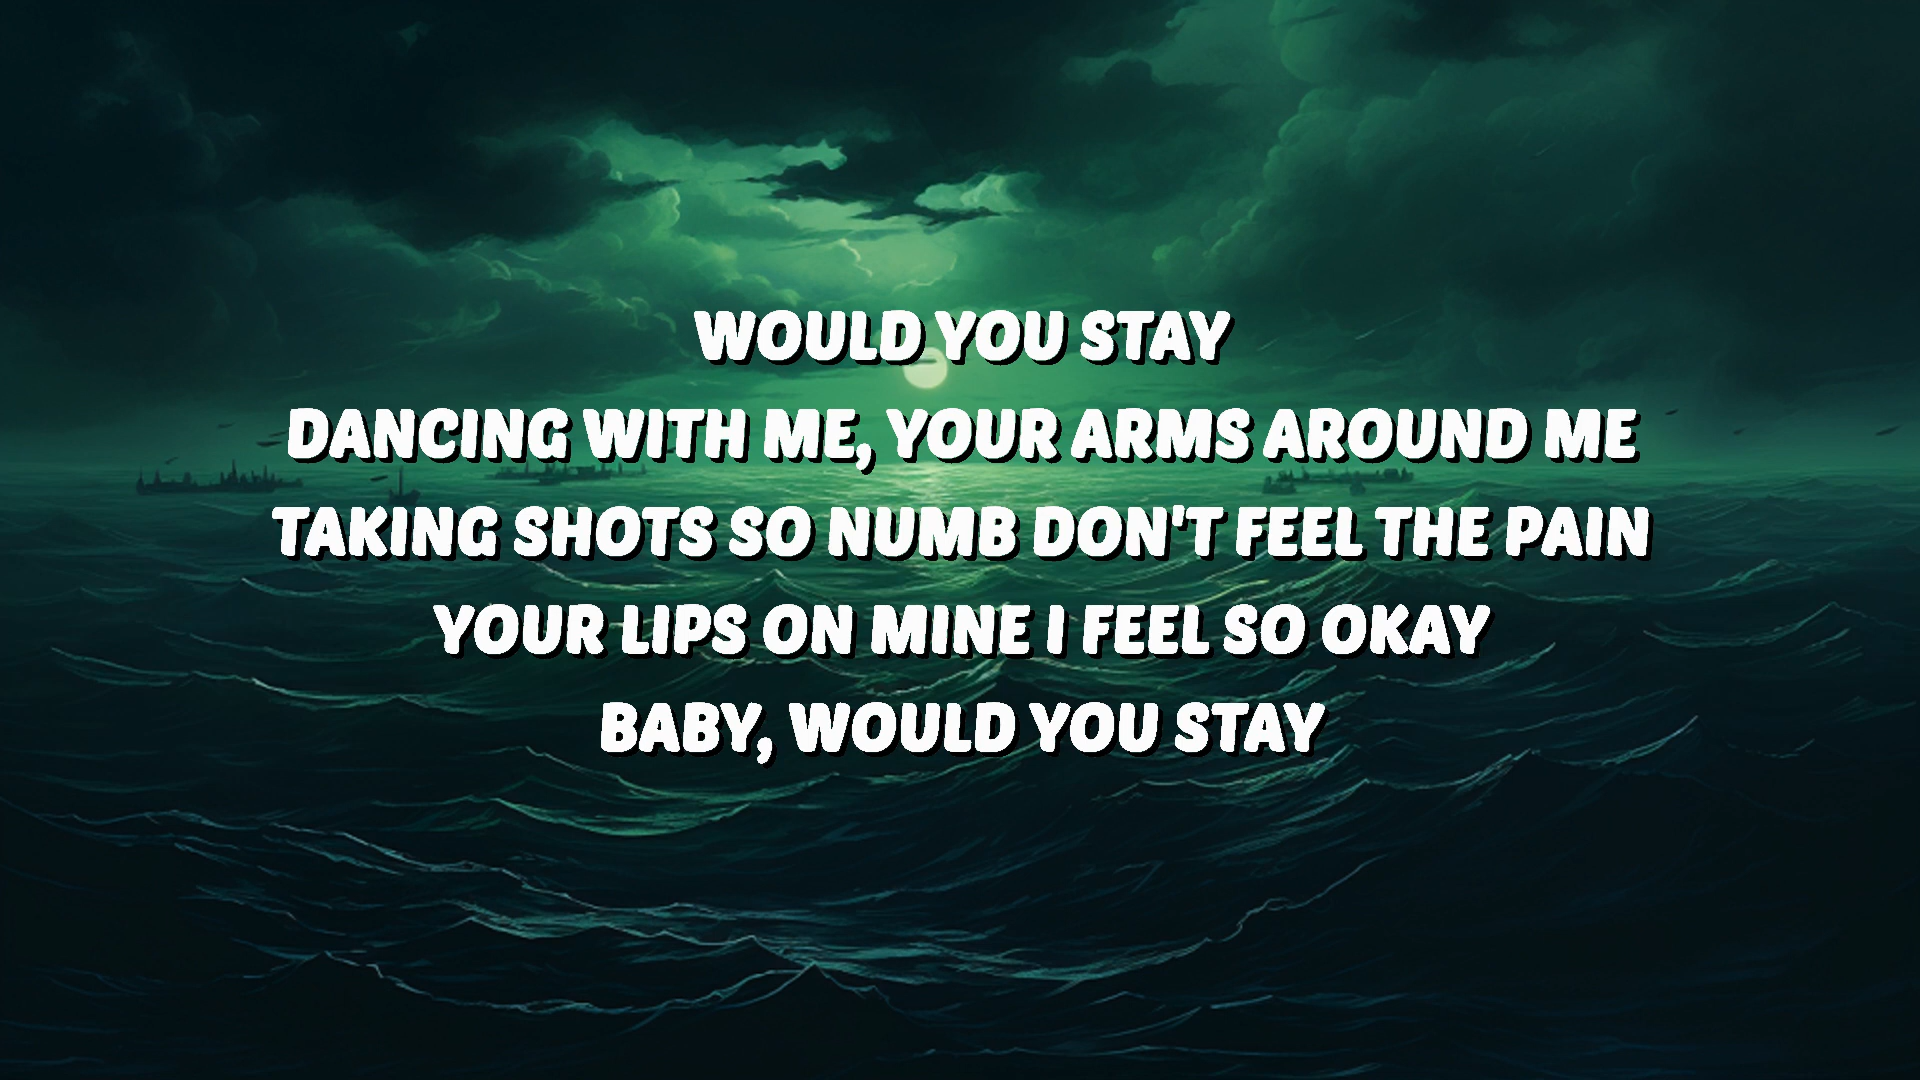 WOULD YOU STAY
DANCING WITH ME, YOUR ARMS AROUND ME
TAKING SHOTS SO NUMB DON'T FEEL THE PAIN
YOUR LIPS ON MINE I FEEL SO OKAY
BABY, WOULD YOU STAY